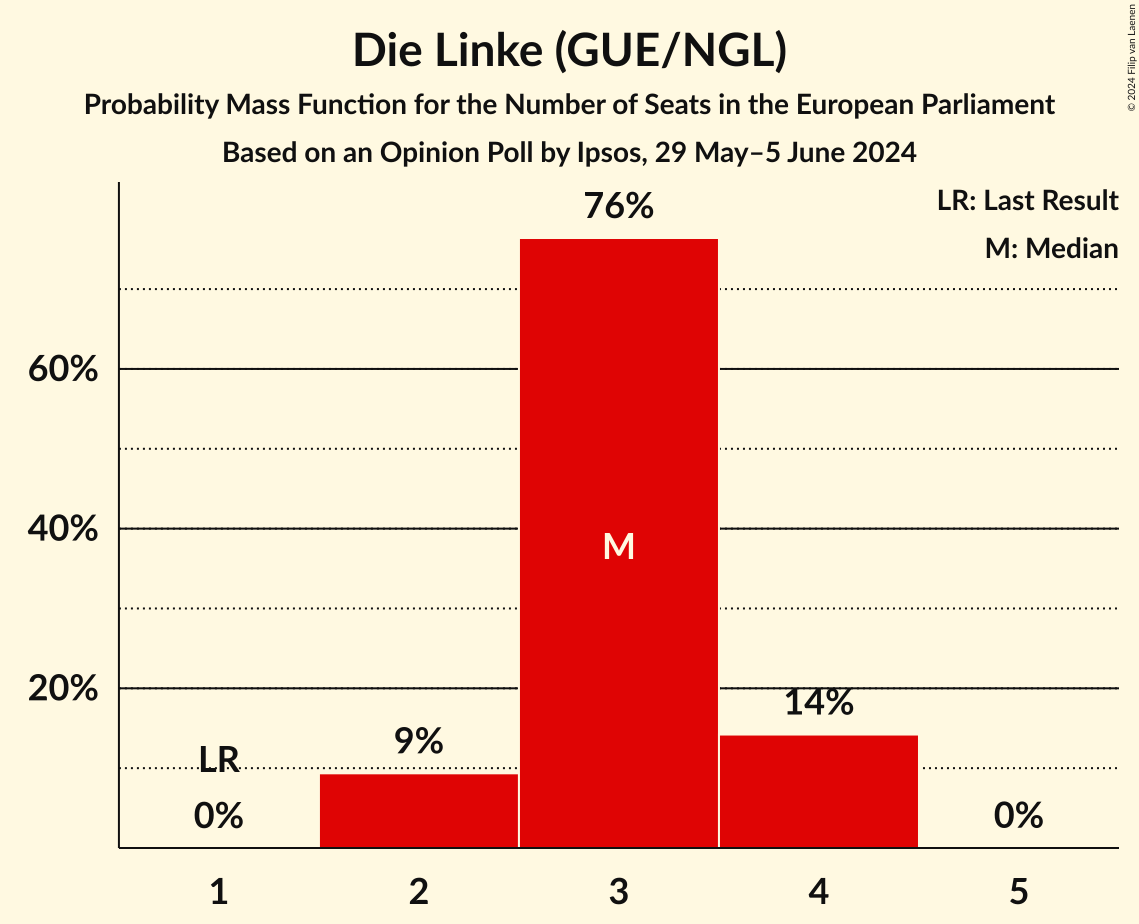 Die Linke (GUE/NGL)
Probability Mass Function for the Number of Seats in the European Parliament
Based on an Opinion Poll by Ipsos, 29 May–5 June 2024
© 2024 Filip van Laenen
LR: Last Result
M: Median
76%
60%
40%
20%
M
14%
9%
LR
0%
0%
1 2 3 4 5